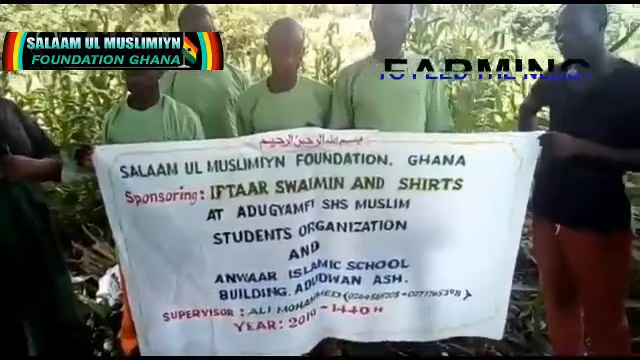 SALAAM UL MUSLIMIYN
FOUNDATION GHANA
بسم الله الرحمن الرحيم
SALAAM UL MUSLIMIYN FOUNDATION, GHANA
Sponsoring: IFTAAR SWAIMIN AND SHIRTS
AT ADUGYAMFI SHS MUSLIM
STUDENTS ORGANIZATION
AND
ANWAAR ISLAMIC SCHOOL
BUILDING. ADUDWAN ASH.
SUPERVISOR: ALI MOHAMMED
YEAR: 2019 - 1440H